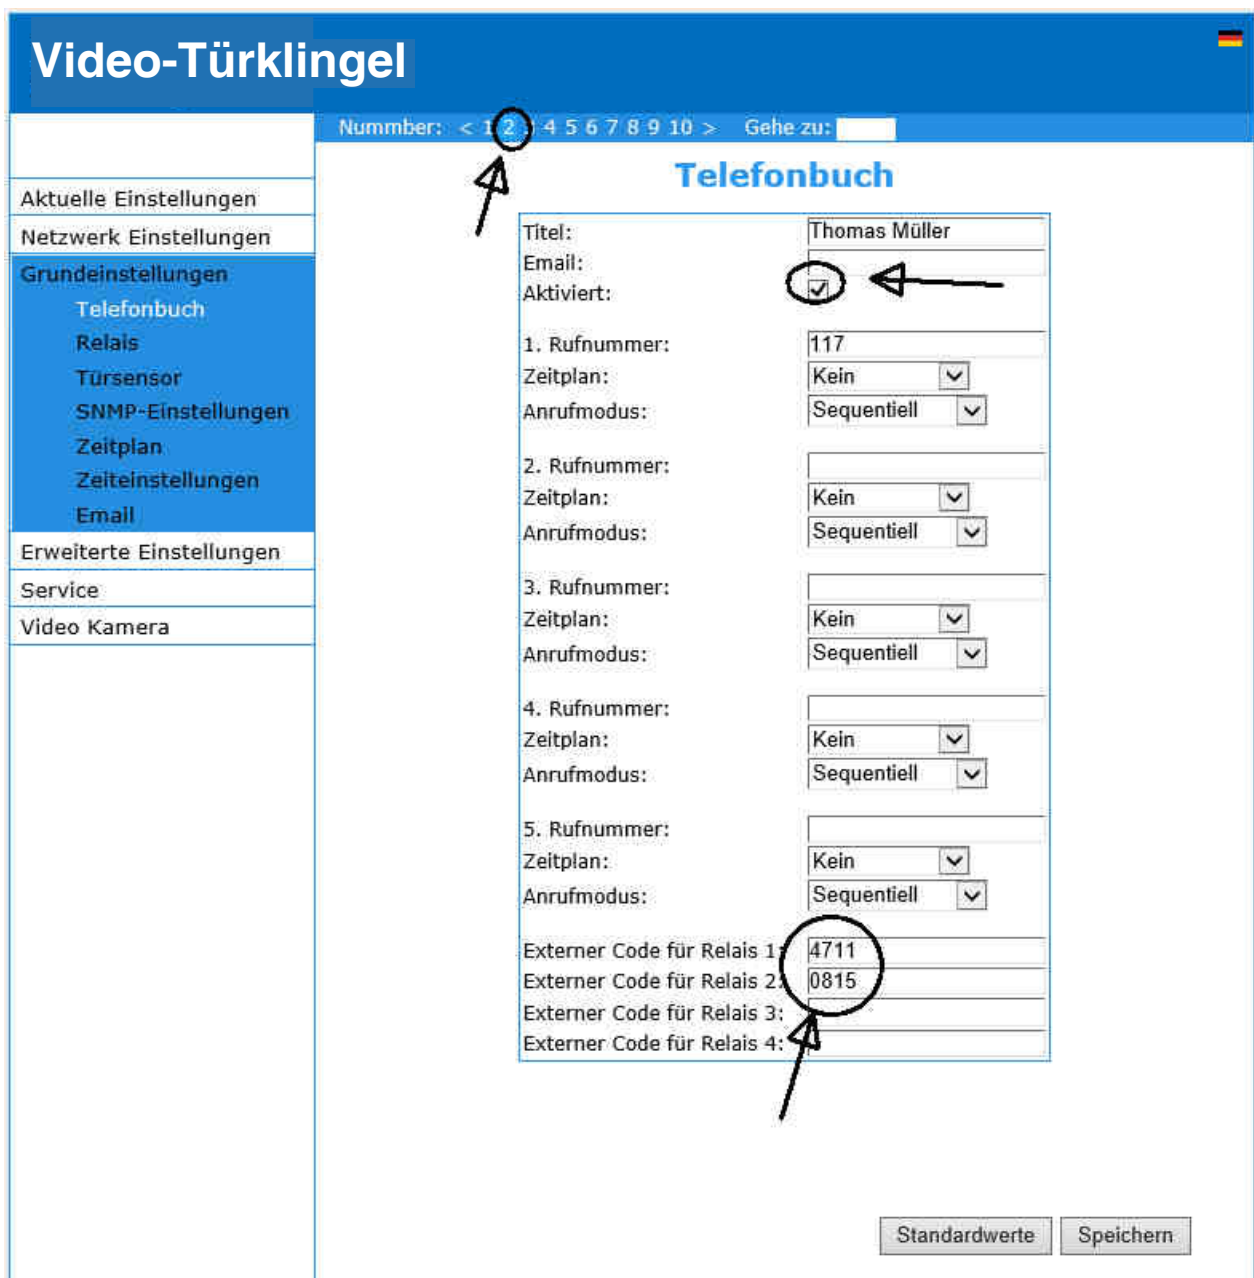 Video-Türklingel
Nummber: < 1 2 3 4 5 6 7 8 9 10 > Gehe zu:
Aktuelle Einstellungen
Netzwerk Einstellungen
Grundeinstellungen
Telefonbuch
Relais
Türsensor
SNMP-Einstellungen
Zeitplan
Zeiteinstellungen
Email
Erweiterte Einstellungen
Service
Video Kamera
Telefonbuch
Titel: Thomas Müller
Email:
Aktiviert:
1. Rufnummer: 117
Zeitplan: Kein
Anrufmodus: Sequentiell
2. Rufnummer:
Zeitplan: Kein
Anrufmodus: Sequentiell
3. Rufnummer:
Zeitplan: Kein
Anrufmodus: Sequentiell
4. Rufnummer:
Zeitplan: Kein
Anrufmodus: Sequentiell
5. Rufnummer:
Zeitplan: Kein
Anrufmodus: Sequentiell
Externer Code für Relais 1: 4711
Externer Code für Relais 2: 0815
Externer Code für Relais 3:
Externer Code für Relais 4:
Standardwerte Speichern